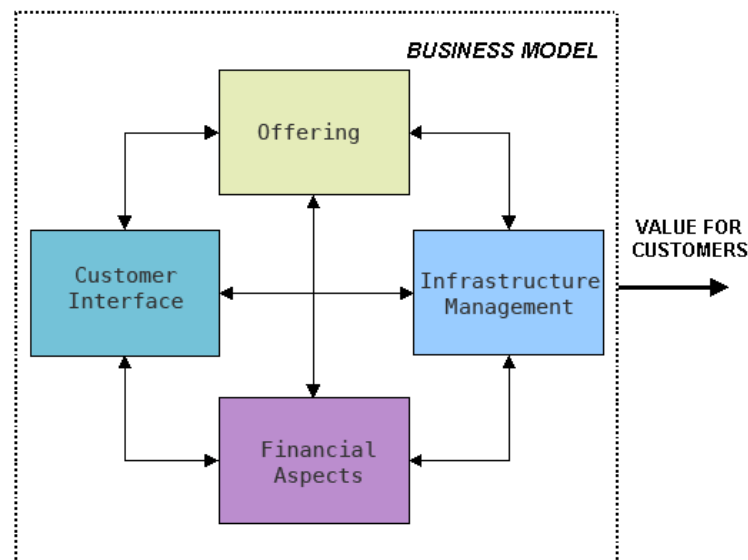 BUSINESS MODEL
Offering
Customer
Interface
Infrastructure
Management
VALUE FOR
CUSTOMERS
Financial
Aspects